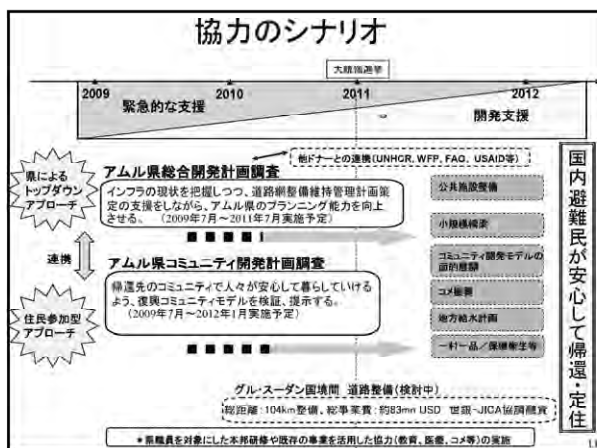 協力のシナリオ
大統領選挙
2009
2010
2011
2012
緊急的な支援
開発支援
他ドナーとの連携(UNHCR, WFP, FAO, USAID等)
県による
トップダウン
アプローチ
アムル県総合開発計画調査
インフラの現状を把握しつつ、道路網整備維持管理計画策
定の支援をしながら、アムル県のプランニング能力を向上
させる。 (2009年7月~2011年7月実施予定)
連携
アムル県コミュニティ開発計画調査
帰還先のコミュニティで人々が安心して暮らしていける
よう、復興コミュニティモデルを検証、提示する。
(2009年7月~2012年1月実施予定)
住民参加型
アプローチ
公共施設整備
小規模橋梁
コミュニティ開発モデルの
面的展開
コメ振興
地方給水計画
一村一品/保健衛生等
国内避難民が安心して帰還・定住
グル-スーダン国境間 道路整備(検討中)
総距離:104km整備、総事業費:約83mn USD 世銀-JICA協調融資
*県職員を対象にした本邦研修や既存の事業を活用した協力(教育、医療、コメ等)の実施